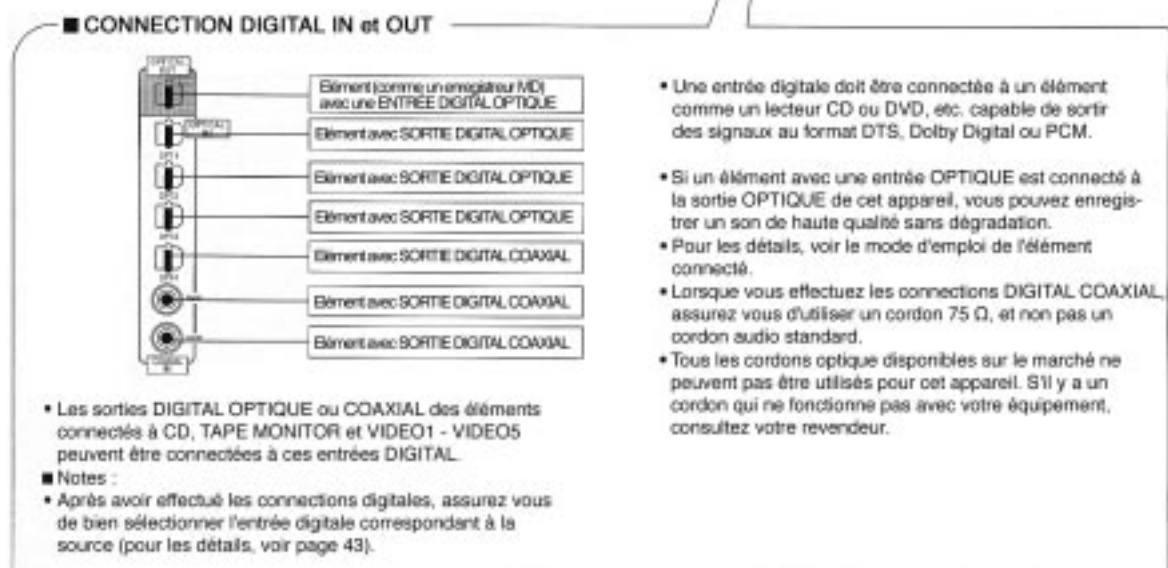 ■ CONNECTION DIGITAL IN et OUT
OPTICAL
OUT
Elément (comme un enregistreur MD)
avec une ENTRÉE DIGITAL OPTIQUE
OPTICAL
IN
Elément avec SORTIE DIGITAL OPTIQUE
OPT 1
Elément avec SORTIE DIGITAL OPTIQUE
Elément avec SORTIE DIGITAL OPTIQUE
Elément avec SORTIE DIGITAL COAXIAL
Elément avec SORTIE DIGITAL COAXIAL
Elément avec SORTIE DIGITAL COAXIAL
COAXIAL
IN
• Les sorties DIGITAL OPTIQUE ou COAXIAL des éléments
connectés à CD, TAPE MONITOR et VIDEO1 - VIDEO5
peuvent être connectées à ces entrées DIGITAL.
■ Notes :
• Après avoir effectué les connections digitales, assurez vous
de bien sélectionner l'entrée digitale correspondant à la
source (pour les détails, voir page 43).
• Une entrée digitale doit être connectée à un élément
comme un lecteur CD ou DVD, etc. capable de sortir
des signaux au format DTS, Dolby Digital ou PCM.
• Si un élément avec une entrée OPTIQUE est connecté à
la sortie OPTIQUE de cet appareil, vous pouvez enregis-
trer un son de haute qualité sans dégradation.
• Pour les détails, voir le mode d'emploi de l'élément
connecté.
• Lorsque vous effectuez les connections DIGITAL COAXIAL,
assurez vous d'utiliser un cordon 75 Ω, et non pas un
cordon audio standard.
• Tous les cordons optique disponibles sur le marché ne
peuvent pas être utilisés pour cet appareil. S'il y a un
cordon qui ne fonctionne pas avec votre équipement,
consultez votre revendeur.